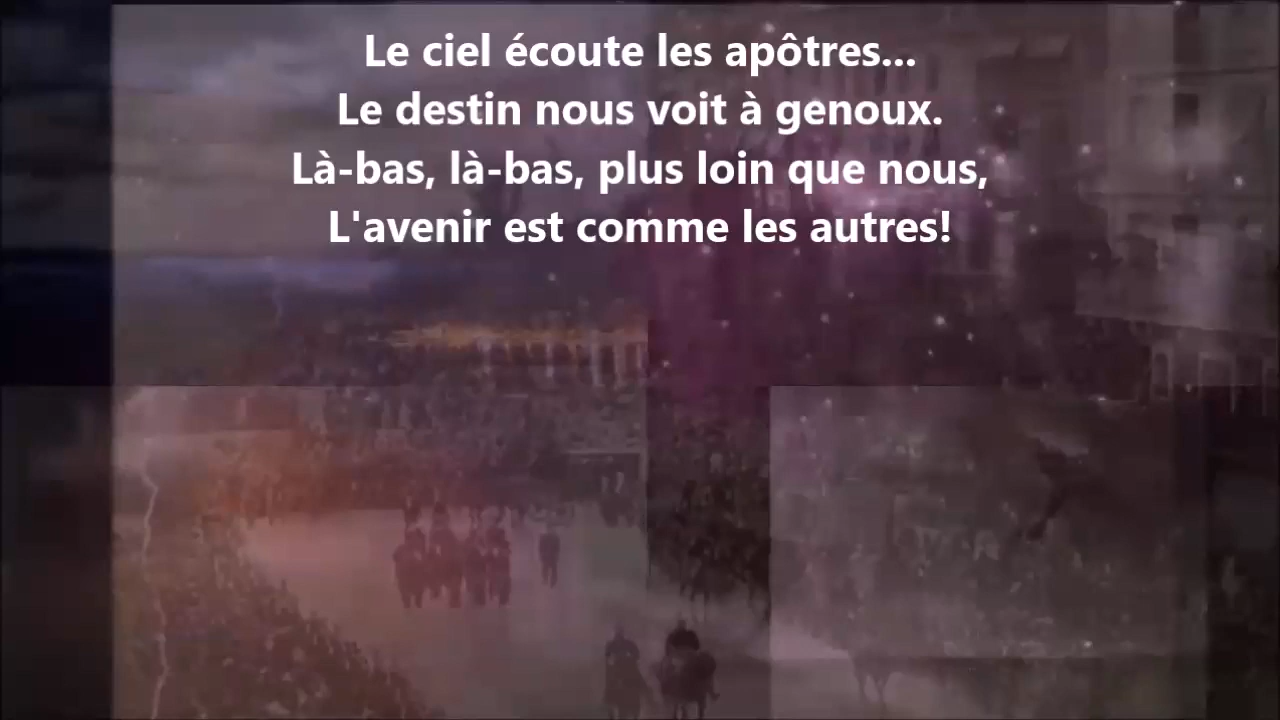 Le ciel écoute les apôtres...
Le destin nous voit à genoux.
Là-bas, là-bas, plus loin que nous,
L'avenir est comme les autres!